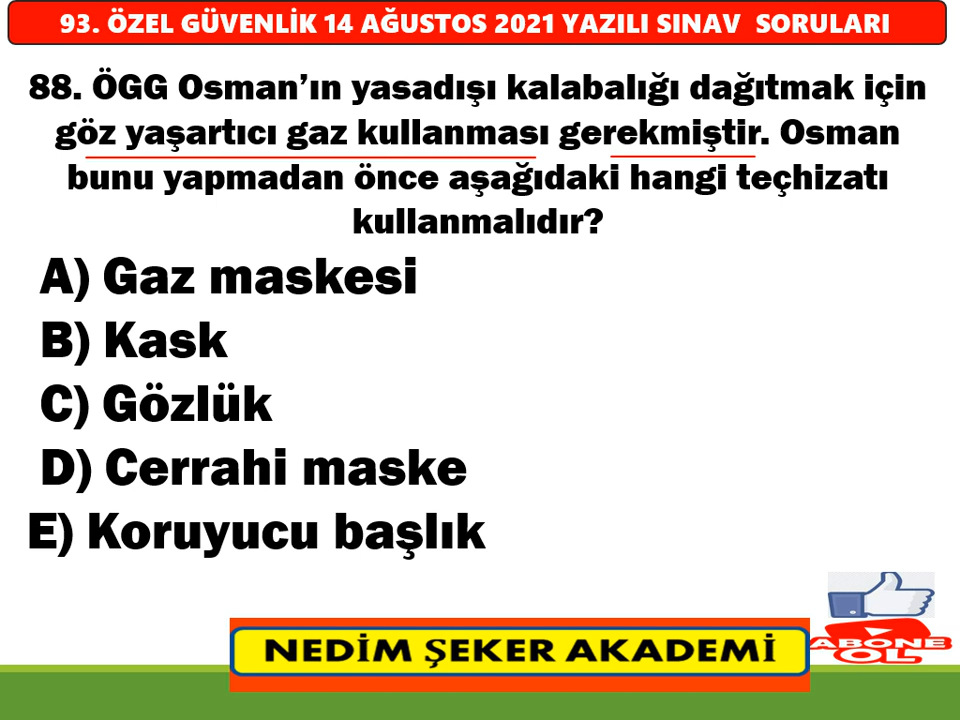 93. ÖZEL GÜVENLİK 14 AĞUSTOS 2021 YAZILI SINAV SORULARI
88. ÖGG Osman’ın yasadışı kalabalığı dağıtmak için
göz yaşartıcı gaz kullanması gerekmiştir. Osman
bunu yapmadan önce aşağıdaki hangi teçhizatı
kullanmalıdır?
A) Gaz maskesi
B) Kask
C) Gözlük
D) Cerrahi maske
E) Koruyucu başlık
ABONE
OL
NEDİM ŞEKER AKADEMİ